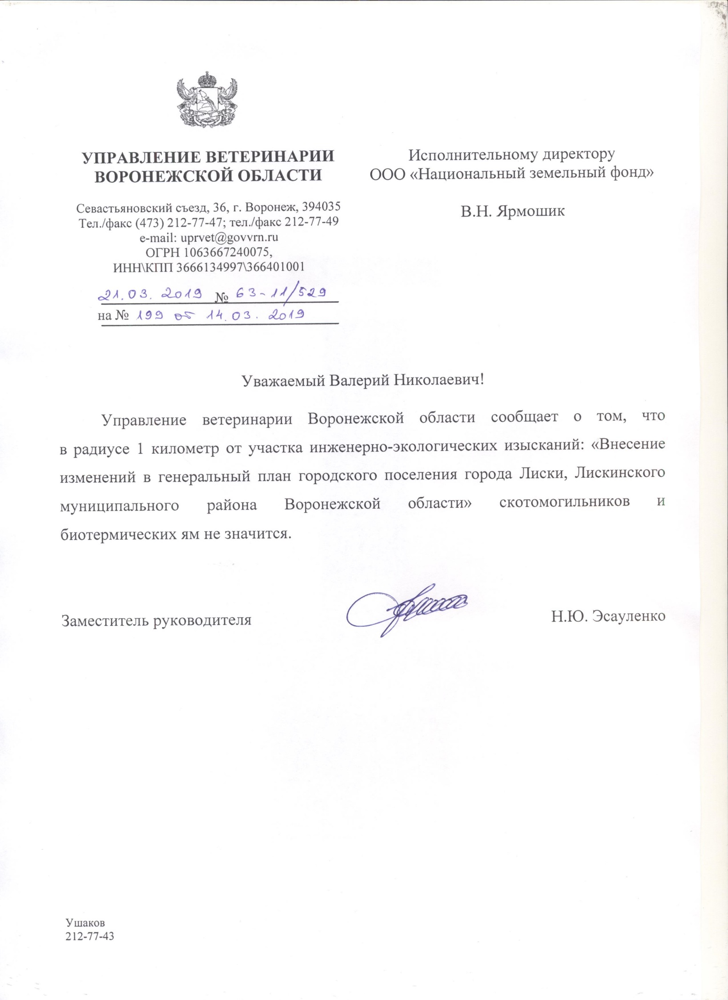 УПРАВЛЕНИЕ ВЕТЕРИНАРИИ
ВОРОНЕЖСКОЙ ОБЛАСТИ
Севастьяновский съезд, 36, г. Воронеж, 394035
Тел./факс (473) 212-77-47; тел./факс 212-77-49
e-mail: uprvet@govvrn.ru
ОГРН 1063667240075,
ИНН\КПП 3666134997\366401001
21.03.2019 № 63-11/529
на № 199 от 14.03.2019
Исполнительному директору
ООО «Национальный земельный фонд»
В.Н. Ярмошик
Уважаемый Валерий Николаевич!
Управление ветеринарии Воронежской области сообщает о том, что
в радиусе 1 километр от участка инженерно-экологических изысканий: «Внесение
изменений в генеральный план городского поселения города Лиски, Лискинского
муниципального района Воронежской области» скотомогильников и
биотермических ям не значится.
Заместитель руководителя Н.Ю. Эсауленко
Ушаков
212-77-43